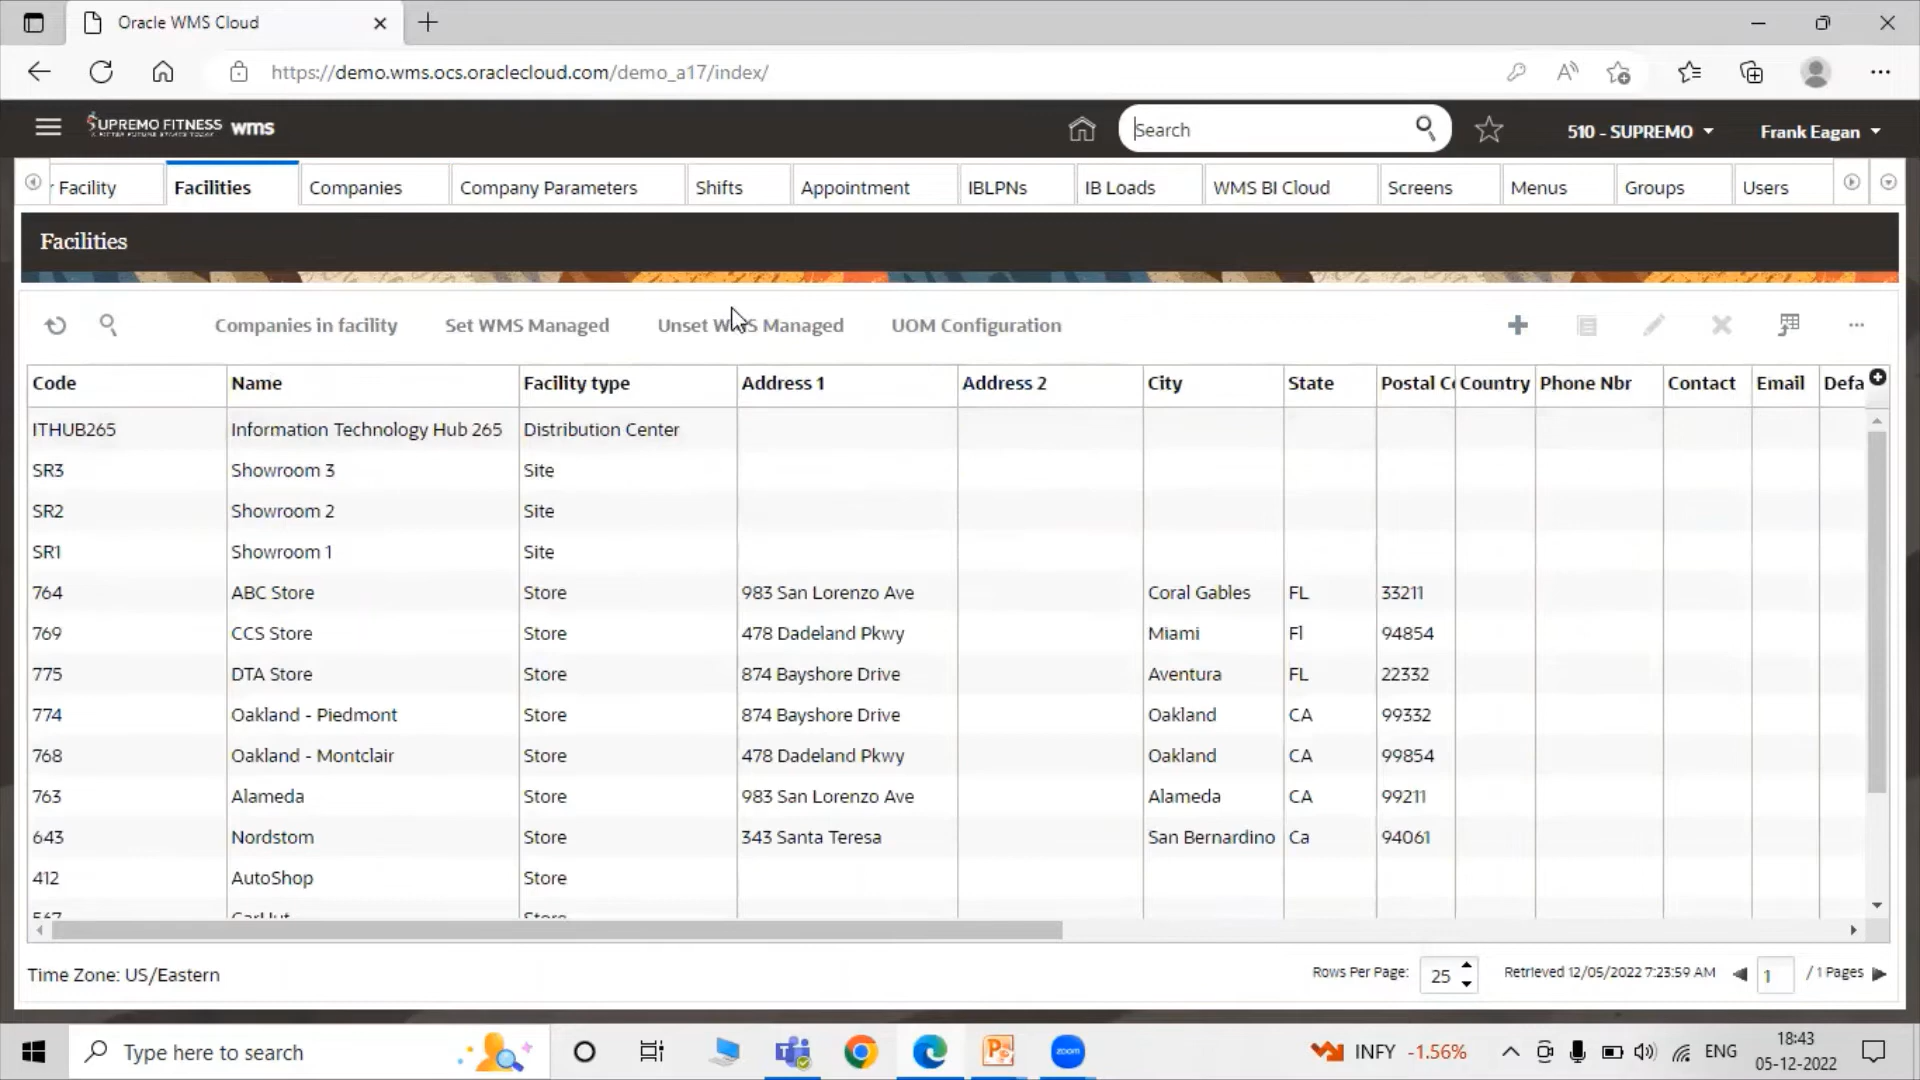 Oracle WMS Cloud
https://demo.wms.ocs.oraclecloud.com/demo_a17/index/
SUPREMO FITNESS wms
Search
510 - SUPREMO
Frank Eagan
Facility
Facilities
Companies
Company Parameters
Shifts
Appointment
IBLPNs
IB Loads
WMS BI Cloud
Screens
Menus
Groups
Users
Facilities
Companies in facility
Set WMS Managed
Unset WMS Managed
UOM Configuration
Code Name Facility type Address 1 Address 2 City State Postal C Country Phone Nbr Contact Email Defa
ITHUB265 Information Technology Hub 265 Distribution Center
SR3 Showroom 3 Site
SR2 Showroom 2 Site
SR1 Showroom 1 Site
764 ABC Store Store 983 San Lorenzo Ave Coral Gables FL 33211
769 CCS Store Store 478 Dadeland Pkwy Miami Fl 94854
775 DTA Store Store 874 Bayshore Drive Aventura FL 22332
774 Oakland - Piedmont Store 874 Bayshore Drive Oakland CA 99332
768 Oakland - Montclair Store 478 Dadeland Pkwy Oakland CA 99854
763 Alameda Store 983 San Lorenzo Ave Alameda CA 99211
643 Nordstom Store 343 Santa Teresa San Bernardino Ca 94061
412 AutoShop Store
Time Zone: US/Eastern
Rows Per Page: 25
Retrieved 12/05/2022 7:23:59 AM
1 / 1 Pages
Type here to search
zoom
INFY -1.56%
ENG
18:43
05-12-2022